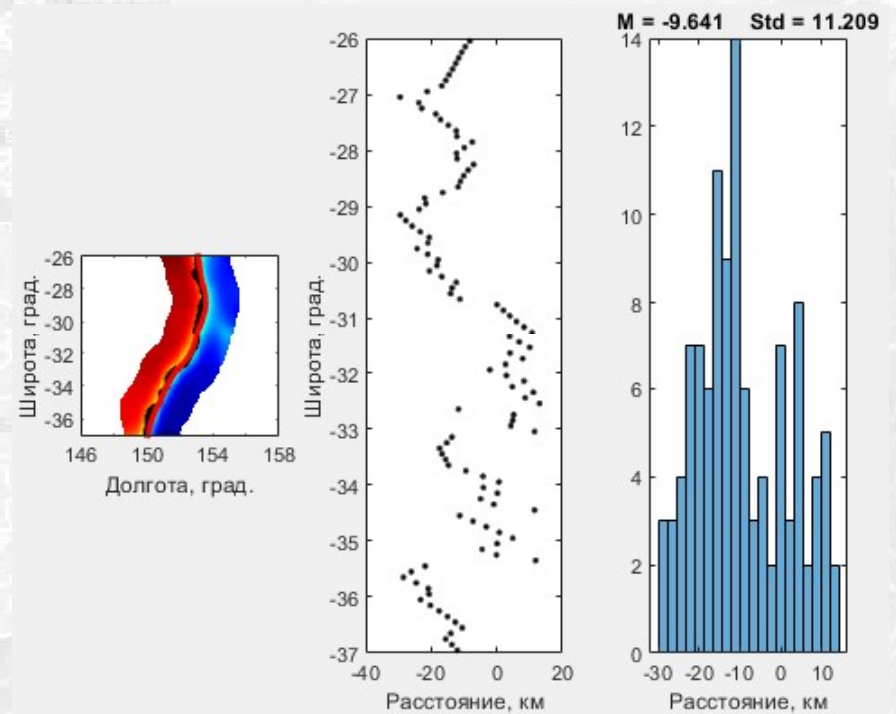 M = -9.641 Std = 11.209
-26
-28
-30
-32
-34
-36
146 150 154 158
Широта, град.
Долгота, град.
-26
-27
-28
-29
-30
-31
-32
-33
-34
-35
-36
-37
-40 -20 0 20
Широта, град.
Расстояние, км
14
12
10
8
6
4
2
0
-30 -20 -10 0 10
Расстояние, км